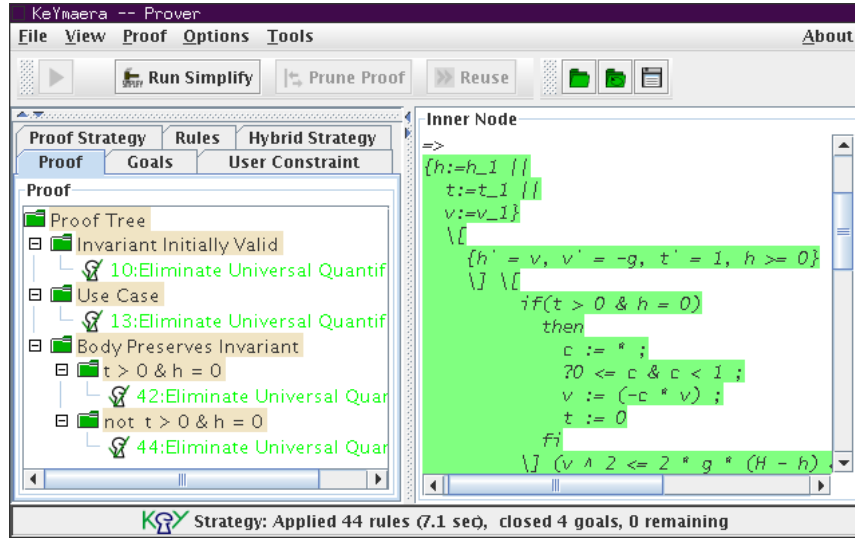 KeYmaera -- Prover
File View Proof Options Tools About
Run Simplify Prune Proof Reuse
Proof Strategy Rules Hybrid Strategy
Proof Goals User Constraint
Proof
Proof Tree
Invariant Initially Valid
10:Eliminate Universal Quantif
Use Case
13:Eliminate Universal Quantif
Body Preserves Invariant
t > 0 & h = 0
42:Eliminate Universal Quar
not t > 0 & h = 0
44:Eliminate Universal Quar
Inner Node
=>
{h:=h_1 ||
t:=t_1 ||
v:=v_1}
\[
{h' = v, v' = -g, t' = 1, h >= 0}
\] \[
if(t > 0 & h = 0)
then
c := * ;
?0 <= c & c < 1 ;
v := (-c * v) ;
t := 0
fi
\] (v ^ 2 <= 2 * g * (H - h)
KeY Strategy: Applied 44 rules (7.1 sec), closed 4 goals, 0 remaining